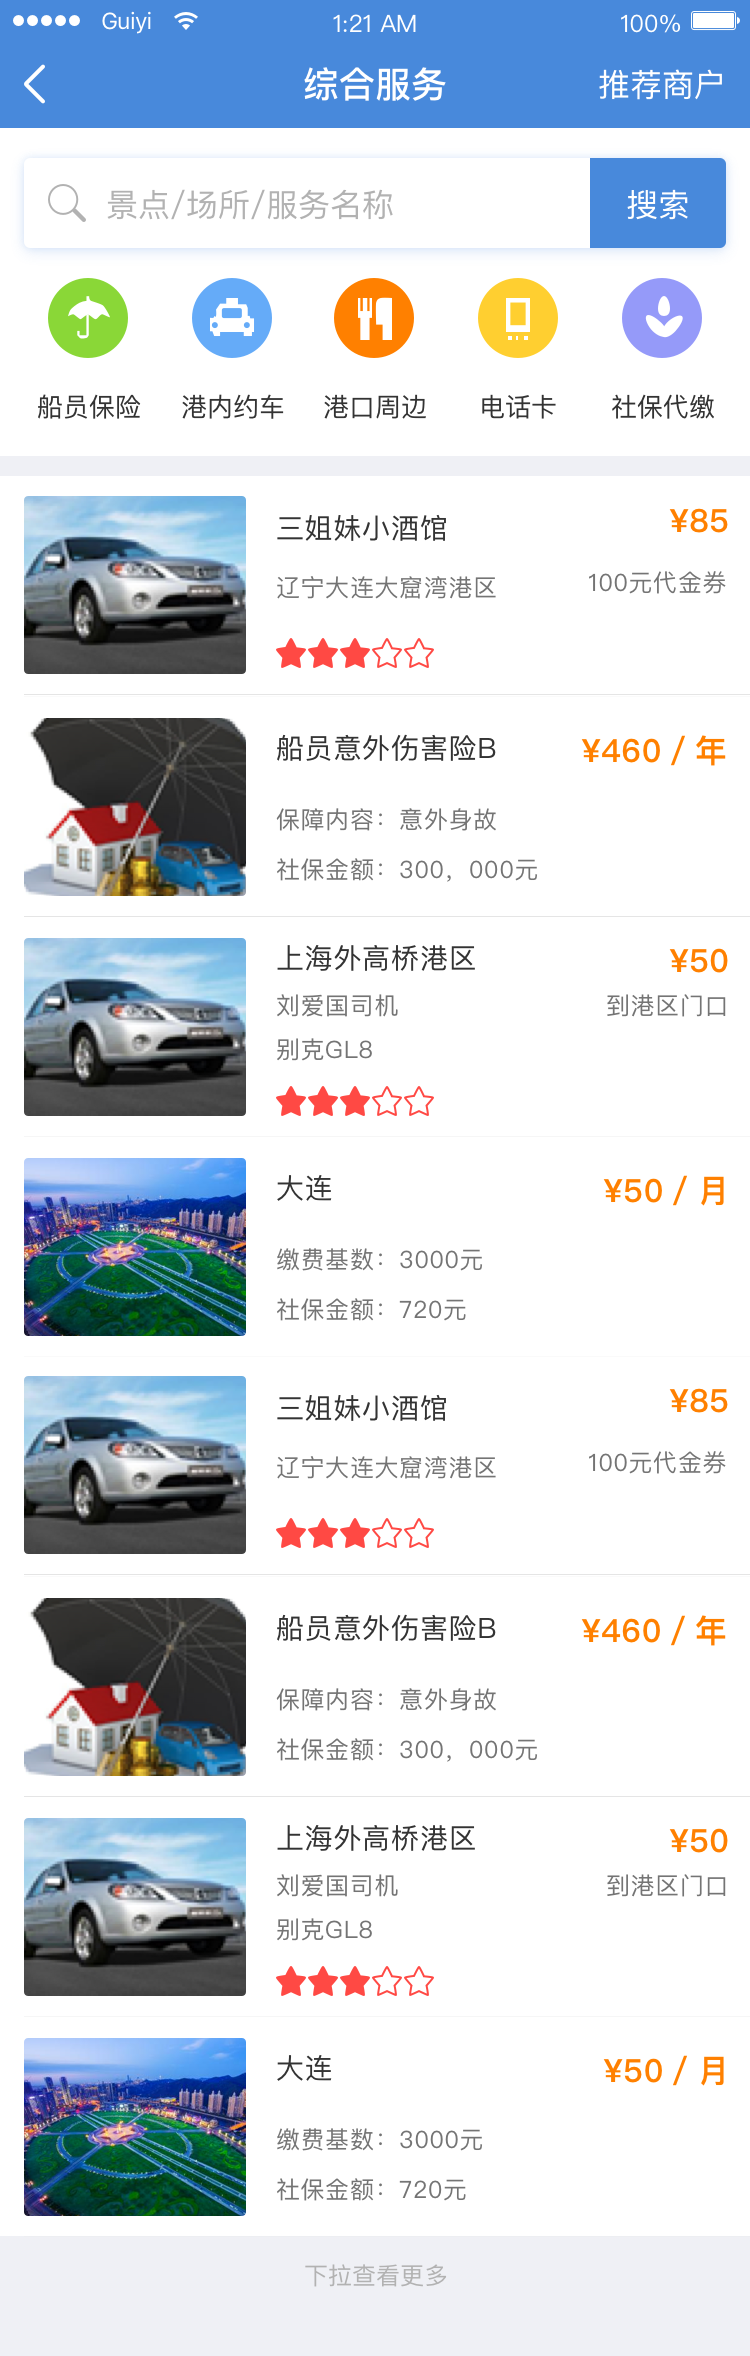 Guiyi 1:21 AM 100%
综合服务 推荐商户
景点/场所/服务名称 搜索
船员保险 港内约车 港口周边 电话卡 社保代缴
三姐妹小酒馆 ¥85
辽宁大连大窟湾港区 100元代金券
船员意外伤害险B ¥460 / 年
保障内容：意外身故
社保金额：300，000元
上海外高桥港区 ¥50
刘爱国司机 到港区门口
别克GL8
大连 ¥50 / 月
缴费基数：3000元
社保金额：720元
三姐妹小酒馆 ¥85
辽宁大连大窟湾港区 100元代金券
船员意外伤害险B ¥460 / 年
保障内容：意外身故
社保金额：300，000元
上海外高桥港区 ¥50
刘爱国司机 到港区门口
别克GL8
大连 ¥50 / 月
缴费基数：3000元
社保金额：720元
下拉查看更多